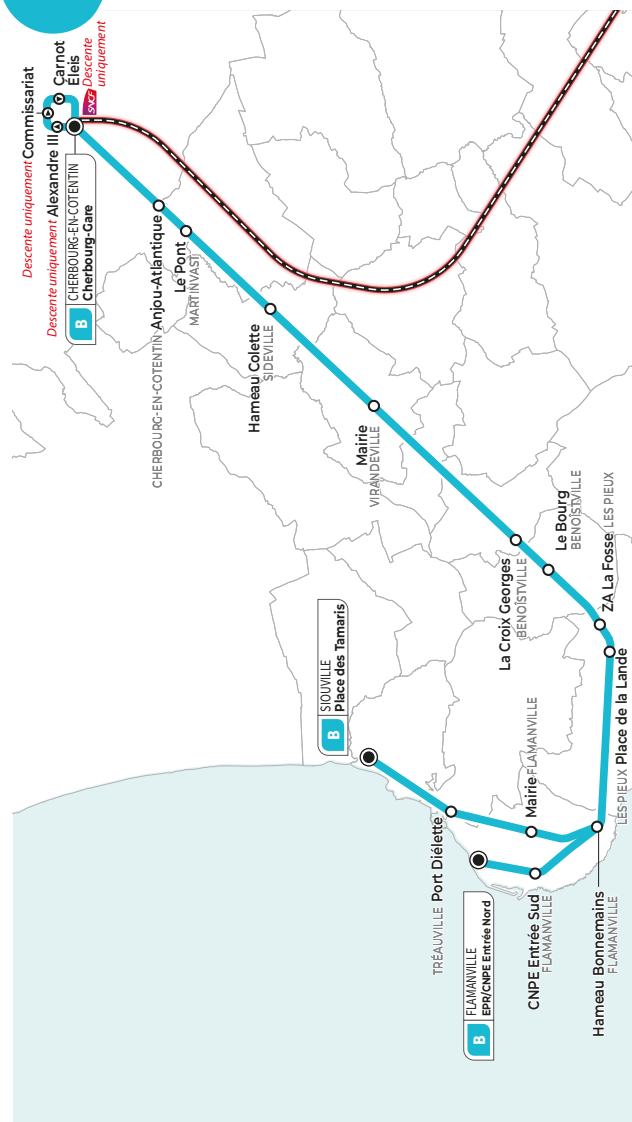 Descente uniquement Commissariat
Descente uniquement Alexandre III
Carnot
Éleis
SNCF Descente
uniquement
B
CHERBOURG-EN-COTENTIN
Cherbourg-Gare
CHERBOURG-EN-COTENTIN Anjou-Atlantique
Le Pont
MARTINVAST
Hameau Colette
SIDEVILLE
Mairie
VIRANDEVILLE
La Croix Georges
BENOÎSTVILLE
Le Bourg
BENOÎSTVILLE
ZA La Fosse LES PIEUX
LES PIEUX Place de la Lande
B
SIOUVILLE
Place des Tamaris
TRÉAUVILLE Port Diélette
Mairie FLAMANVILLE
B
FLAMANVILLE
EPR/CNPE Entrée Nord
CNPE Entrée Sud
FLAMANVILLE
Hameau Bonnemains
FLAMANVILLE